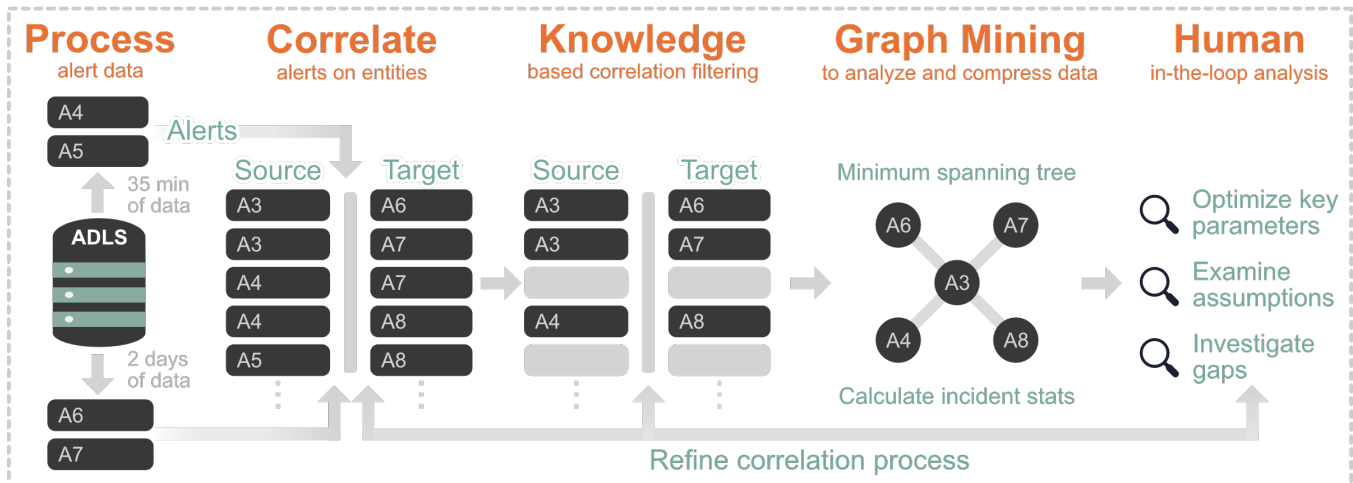 Process
alert data
Correlate
alerts on entities
Knowledge
based correlation filtering
Graph Mining
to analyze and compress data
Human
in-the-loop analysis
A4
A5
Alerts
35 min
of data
ADLS
2 days
of data
A6
A7
Source
A3
A3
A4
A4
A5
Target
A6
A7
A7
A8
A8
Source
A3
A3
A4
Target
A6
A7
A8
Minimum spanning tree
A6
A7
A3
A4
A8
Calculate incident stats
Optimize key
parameters
Examine
assumptions
Investigate
gaps
Refine correlation process